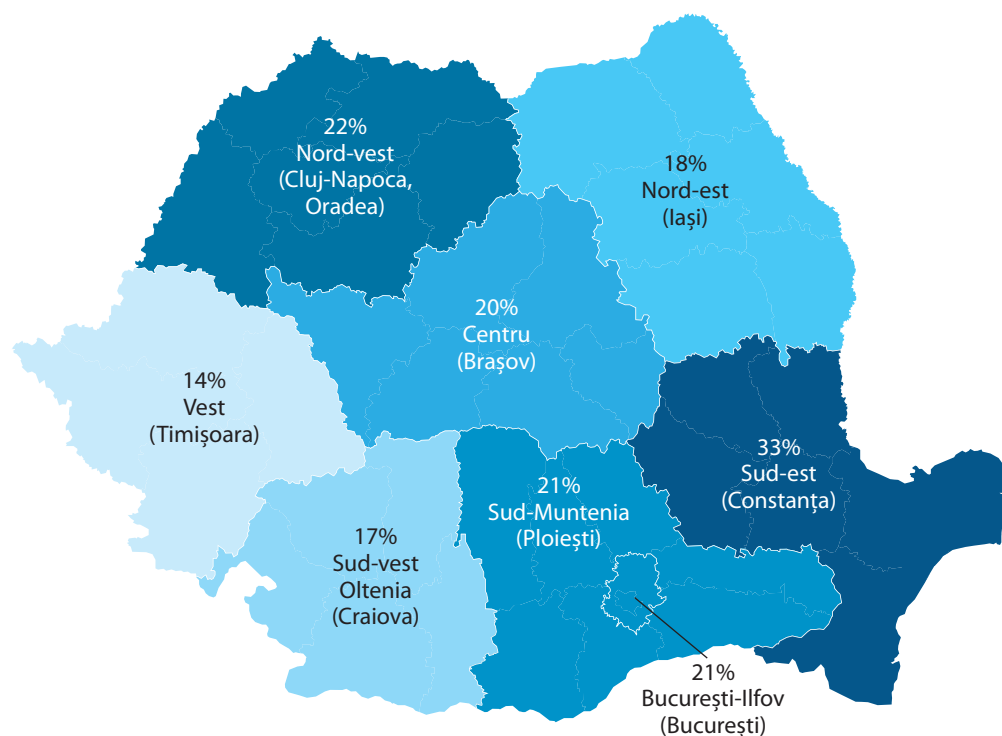 22%
Nord-vest
(Cluj-Napoca,
Oradea)
18%
Nord-est
(Iași)
20%
Centru
(Brașov)
14%
Vest
(Timișoara)
33%
Sud-est
(Constanța)
21%
Sud-Muntenia
(Ploiești)
17%
Sud-vest
Oltenia
(Craiova)
21%
București-Ilfov
(București)